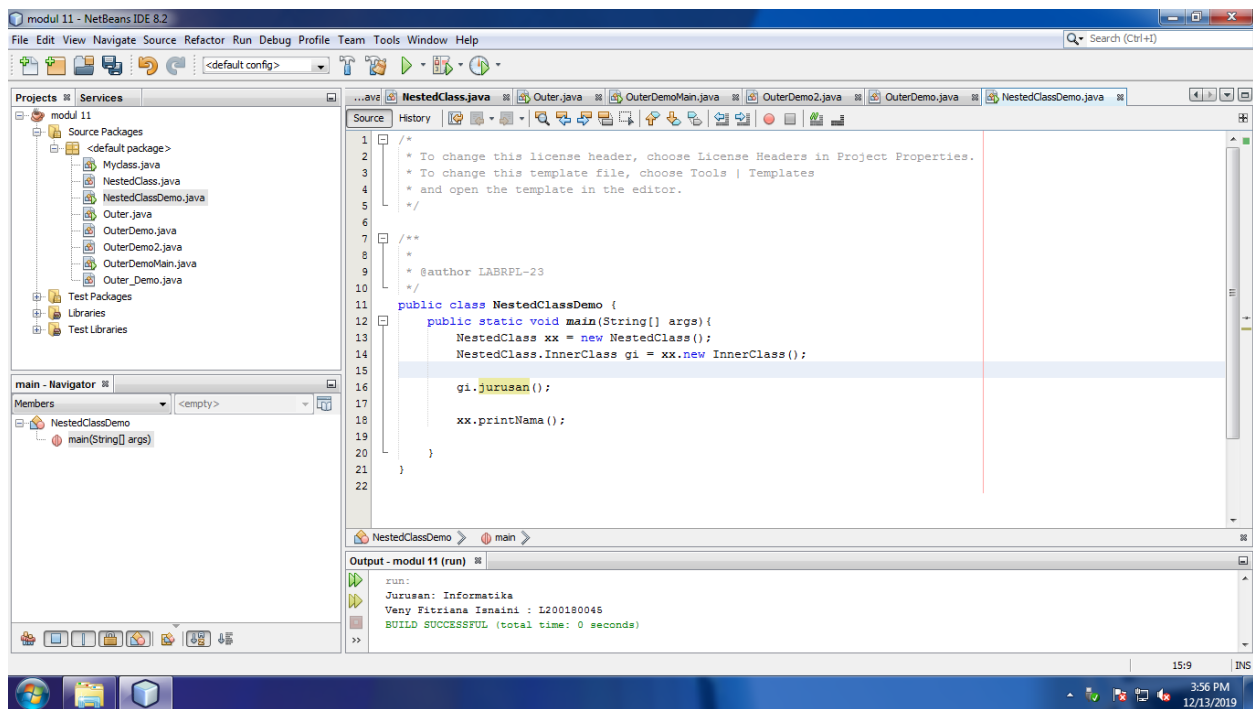 modul 11 - NetBeans IDE 8.2
File Edit View Navigate Source Refactor Run Debug Profile Team Tools Window Help
Search (Ctrl+I)
<default config>
Projects Services
modul 11
Source Packages
<default package>
Myclass.java
NestedClass.java
NestedClassDemo.java
Outer.java
OuterDemo.java
OuterDemo2.java
OuterDemoMain.java
Outer_Demo.java
Test Packages
Libraries
Test Libraries
main - Navigator
Members <empty>
NestedClassDemo
main(String[] args)
...ava NestedClass.java Outer.java OuterDemoMain.java OuterDemo2.java OuterDemo.java NestedClassDemo.java
Source History
1 /*
2 * To change this license header, choose License Headers in Project Properties.
3 * To change this template file, choose Tools | Templates
4 * and open the template in the editor.
5 */
6
7 /**
8 *
9 * @author LABRPL-23
10 */
11 public class NestedClassDemo {
12 public static void main(String[] args){
13 NestedClass xx = new NestedClass();
14 NestedClass.InnerClass gi = xx.new InnerClass();
15
16 gi.jurusan();
17
18 xx.printNama();
19
20 }
21 }
22
NestedClassDemo main
Output - modul 11 (run)
run:
Jurusan: Informatika
Veny Fitriana Isnaini : L200180045
BUILD SUCCESSFUL (total time: 0 seconds)
15:9 INS
3:56 PM
12/13/2019